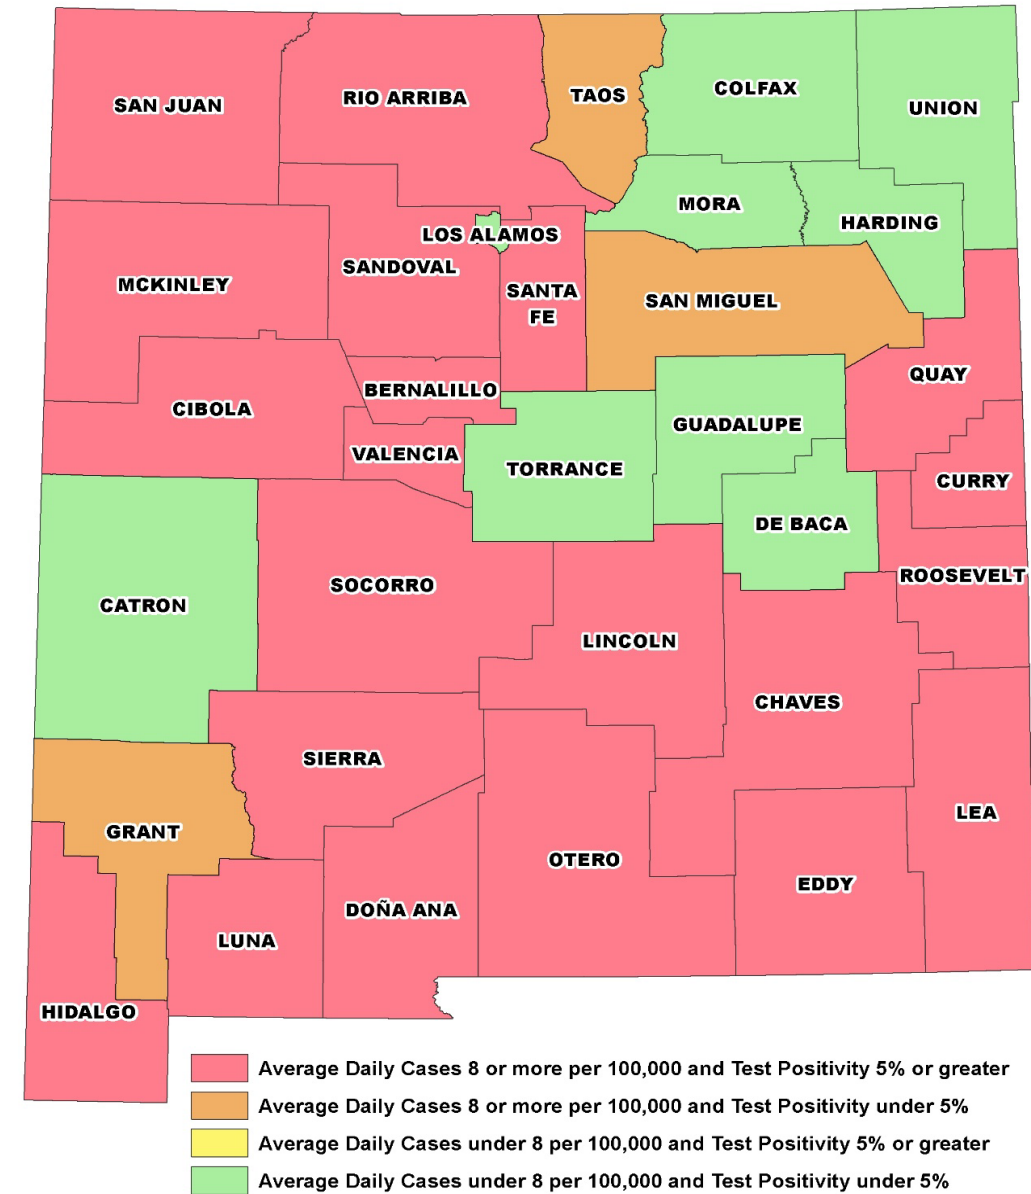 SAN JUAN
RIO ARRIBA
TAOS
COLFAX
UNION
MORA
HARDING
LOS ALAMOS
SANDOVAL
MCKINLEY
SANTA
FE
SAN MIGUEL
QUAY
BERNALILLO
CIBOLA
GUADALUPE
VALENCIA
TORRANCE
CURRY
DE BACA
ROOSEVELT
SOCORRO
CATRON
LINCOLN
CHAVES
SIERRA
LEA
GRANT
OTERO
EDDY
DOÑA ANA
LUNA
HIDALGO
Average Daily Cases 8 or more per 100,000 and Test Positivity 5% or greater
Average Daily Cases 8 or more per 100,000 and Test Positivity under 5%
Average Daily Cases under 8 per 100,000 and Test Positivity 5% or greater
Average Daily Cases under 8 per 100,000 and Test Positivity under 5%